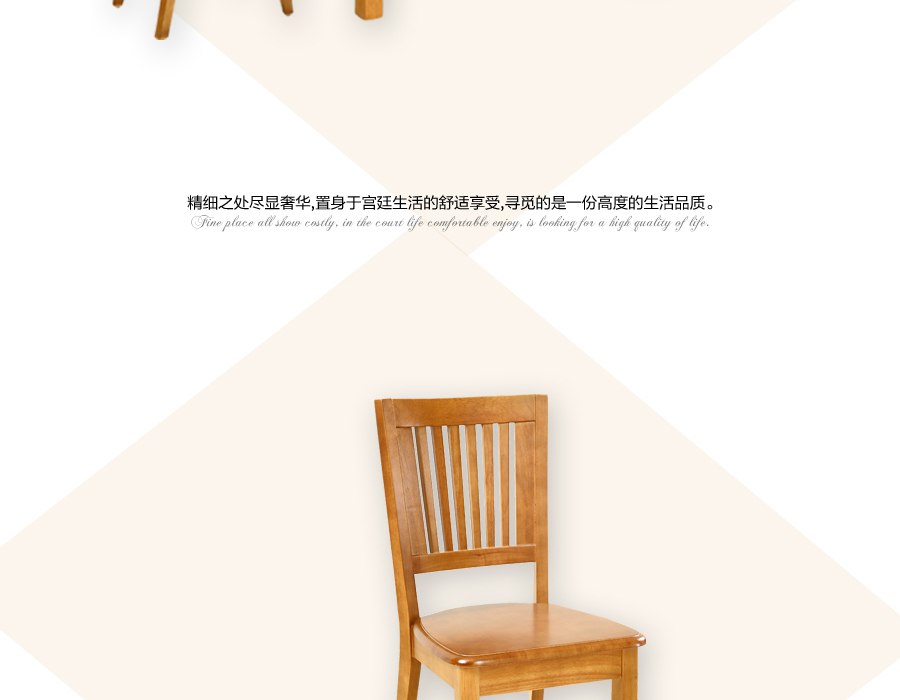 精细之处尽显奢华,置身于宫廷生活的舒适享受,寻觅的是一份高度的生活品质。
Fine place all show costly, in the court life comfortable enjoy, is looking for a high quality of life.